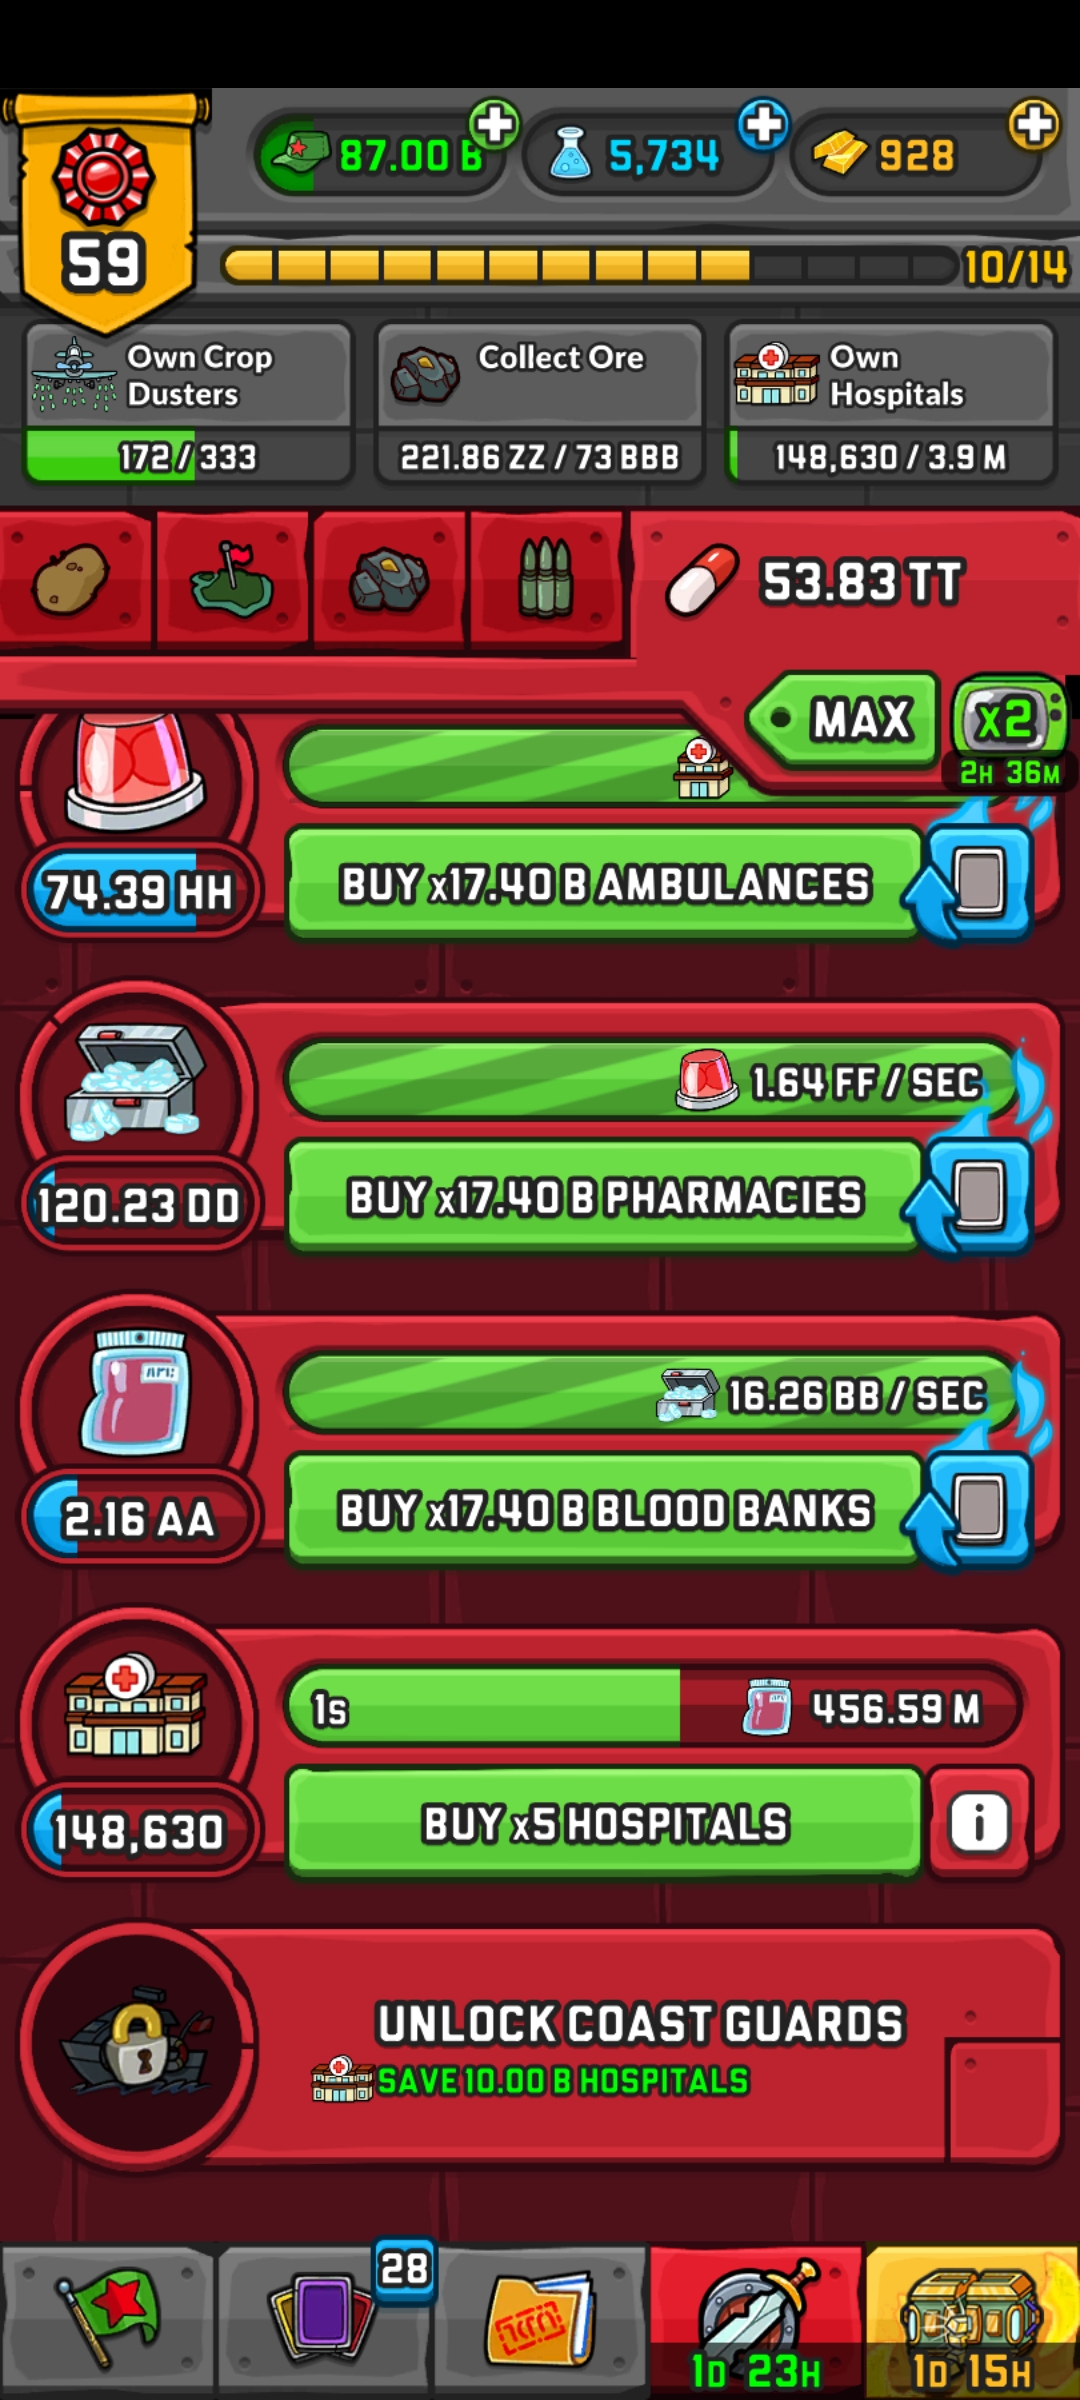 87.00 B
5,734
928
59
10/14
Own Crop
Dusters
172 / 333
Collect Ore
221.86 ZZ / 73 BBB
Own
Hospitals
148,630 / 3.9 M
53.83 TT
MAX
x2
2H 36M
74.39 HH
BUY x17.40 B AMBULANCES
1.64 FF / SEC
120.23 DD
BUY x17.40 B PHARMACIES
16.26 BB / SEC
2.16 AA
BUY x17.40 B BLOOD BANKS
1s
456.59 M
148,630
BUY x5 HOSPITALS
i
UNLOCK COAST GUARDS
SAVE 10.00 B HOSPITALS
28
1D 23H
1D 15H